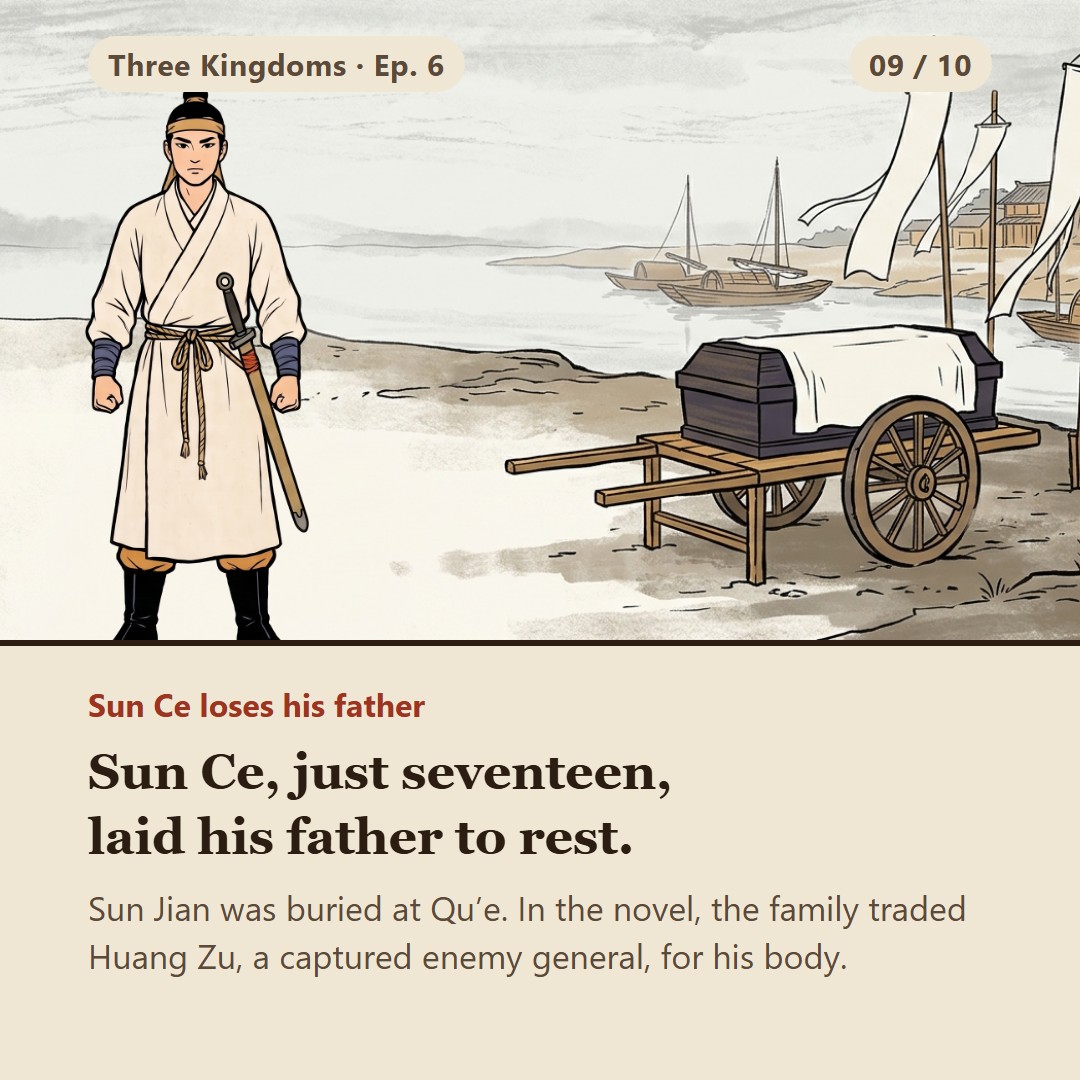 Three Kingdoms · Ep. 6
09 / 10
Sun Ce loses his father
Sun Ce, just seventeen,
laid his father to rest.
Sun Jian was buried at Qu’e. In the novel, the family traded
Huang Zu, a captured enemy general, for his body.